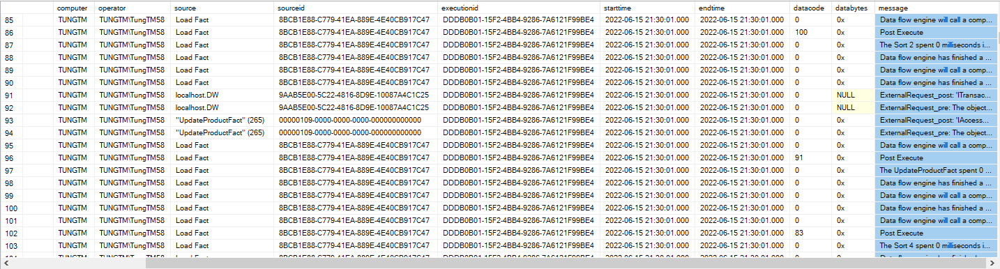 computer operator source sourceid executionid starttime endtime datacode databytes message
85 TUNGTM TUNGTM\TungTM58 Load Fact 8BCB1E88-C779-41EA-889E-4E40CB917C47 DDDB0B01-15F2-4BB4-9286-7A6121F99BE4 2022-06-15 21:30:01.000 2022-06-15 21:30:01.000 0 0x Data flow engine will call a comp...
86 TUNGTM TUNGTM\TungTM58 Load Fact 8BCB1E88-C779-41EA-889E-4E40CB917C47 DDDB0B01-15F2-4BB4-9286-7A6121F99BE4 2022-06-15 21:30:01.000 2022-06-15 21:30:01.000 100 0x Post Execute
87 TUNGTM TUNGTM\TungTM58 Load Fact 8BCB1E88-C779-41EA-889E-4E40CB917C47 DDDB0B01-15F2-4BB4-9286-7A6121F99BE4 2022-06-15 21:30:01.000 2022-06-15 21:30:01.000 0 0x The Sort 2 spent 0 milliseconds i...
88 TUNGTM TUNGTM\TungTM58 Load Fact 8BCB1E88-C779-41EA-889E-4E40CB917C47 DDDB0B01-15F2-4BB4-9286-7A6121F99BE4 2022-06-15 21:30:01.000 2022-06-15 21:30:01.000 0 0x Data flow engine has finished a ...
89 TUNGTM TUNGTM\TungTM58 Load Fact 8BCB1E88-C779-41EA-889E-4E40CB917C47 DDDB0B01-15F2-4BB4-9286-7A6121F99BE4 2022-06-15 21:30:01.000 2022-06-15 21:30:01.000 0 0x Data flow engine will call a comp...
90 TUNGTM TUNGTM\TungTM58 Load Fact 8BCB1E88-C779-41EA-889E-4E40CB917C47 DDDB0B01-15F2-4BB4-9286-7A6121F99BE4 2022-06-15 21:30:01.000 2022-06-15 21:30:01.000 0 0x Data flow engine has finished a ...
91 TUNGTM TUNGTM\TungTM58 localhost.DW 9AAB5E00-5C22-4816-8D9E-10087A4C1C25 DDDB0B01-15F2-4BB4-9286-7A6121F99BE4 2022-06-15 21:30:01.000 2022-06-15 21:30:01.000 0 NULL ExternalRequest_post: 'ITransac...
92 TUNGTM TUNGTM\TungTM58 localhost.DW 9AAB5E00-5C22-4816-8D9E-10087A4C1C25 DDDB0B01-15F2-4BB4-9286-7A6121F99BE4 2022-06-15 21:30:01.000 2022-06-15 21:30:01.000 0 NULL ExternalRequest_pre: The object...
93 TUNGTM TUNGTM\TungTM58 "UpdateProductFact" (265) 00000109-0000-0000-0000-000000000000 DDDB0B01-15F2-4BB4-9286-7A6121F99BE4 2022-06-15 21:30:01.000 2022-06-15 21:30:01.000 0 0x ExternalRequest_post: 'IAccess...
94 TUNGTM TUNGTM\TungTM58 "UpdateProductFact" (265) 00000109-0000-0000-0000-000000000000 DDDB0B01-15F2-4BB4-9286-7A6121F99BE4 2022-06-15 21:30:01.000 2022-06-15 21:30:01.000 0 0x ExternalRequest_pre: The object...
95 TUNGTM TUNGTM\TungTM58 Load Fact 8BCB1E88-C779-41EA-889E-4E40CB917C47 DDDB0B01-15F2-4BB4-9286-7A6121F99BE4 2022-06-15 21:30:01.000 2022-06-15 21:30:01.000 0 0x Data flow engine will call a comp...
96 TUNGTM TUNGTM\TungTM58 Load Fact 8BCB1E88-C779-41EA-889E-4E40CB917C47 DDDB0B01-15F2-4BB4-9286-7A6121F99BE4 2022-06-15 21:30:01.000 2022-06-15 21:30:01.000 91 0x Post Execute
97 TUNGTM TUNGTM\TungTM58 Load Fact 8BCB1E88-C779-41EA-889E-4E40CB917C47 DDDB0B01-15F2-4BB4-9286-7A6121F99BE4 2022-06-15 21:30:01.000 2022-06-15 21:30:01.000 0 0x The UpdateProductFact spent 0 ...
98 TUNGTM TUNGTM\TungTM58 Load Fact 8BCB1E88-C779-41EA-889E-4E40CB917C47 DDDB0B01-15F2-4BB4-9286-7A6121F99BE4 2022-06-15 21:30:01.000 2022-06-15 21:30:01.000 0 0x Data flow engine has finished a ...
99 TUNGTM TUNGTM\TungTM58 Load Fact 8BCB1E88-C779-41EA-889E-4E40CB917C47 DDDB0B01-15F2-4BB4-9286-7A6121F99BE4 2022-06-15 21:30:01.000 2022-06-15 21:30:01.000 0 0x Data flow engine will call a comp...
100 TUNGTM TUNGTM\TungTM58 Load Fact 8BCB1E88-C779-41EA-889E-4E40CB917C47 DDDB0B01-15F2-4BB4-9286-7A6121F99BE4 2022-06-15 21:30:01.000 2022-06-15 21:30:01.000 0 0x Data flow engine has finished a ...
101 TUNGTM TUNGTM\TungTM58 Load Fact 8BCB1E88-C779-41EA-889E-4E40CB917C47 DDDB0B01-15F2-4BB4-9286-7A6121F99BE4 2022-06-15 21:30:01.000 2022-06-15 21:30:01.000 0 0x Data flow engine will call a comp...
102 TUNGTM TUNGTM\TungTM58 Load Fact 8BCB1E88-C779-41EA-889E-4E40CB917C47 DDDB0B01-15F2-4BB4-9286-7A6121F99BE4 2022-06-15 21:30:01.000 2022-06-15 21:30:01.000 83 0x Post Execute
103 TUNGTM TUNGTM\TungTM58 Load Fact 8BCB1E88-C779-41EA-889E-4E40CB917C47 DDDB0B01-15F2-4BB4-9286-7A6121F99BE4 2022-06-15 21:30:01.000 2022-06-15 21:30:01.000 0 0x The Sort 4 spent 0 milliseconds i...